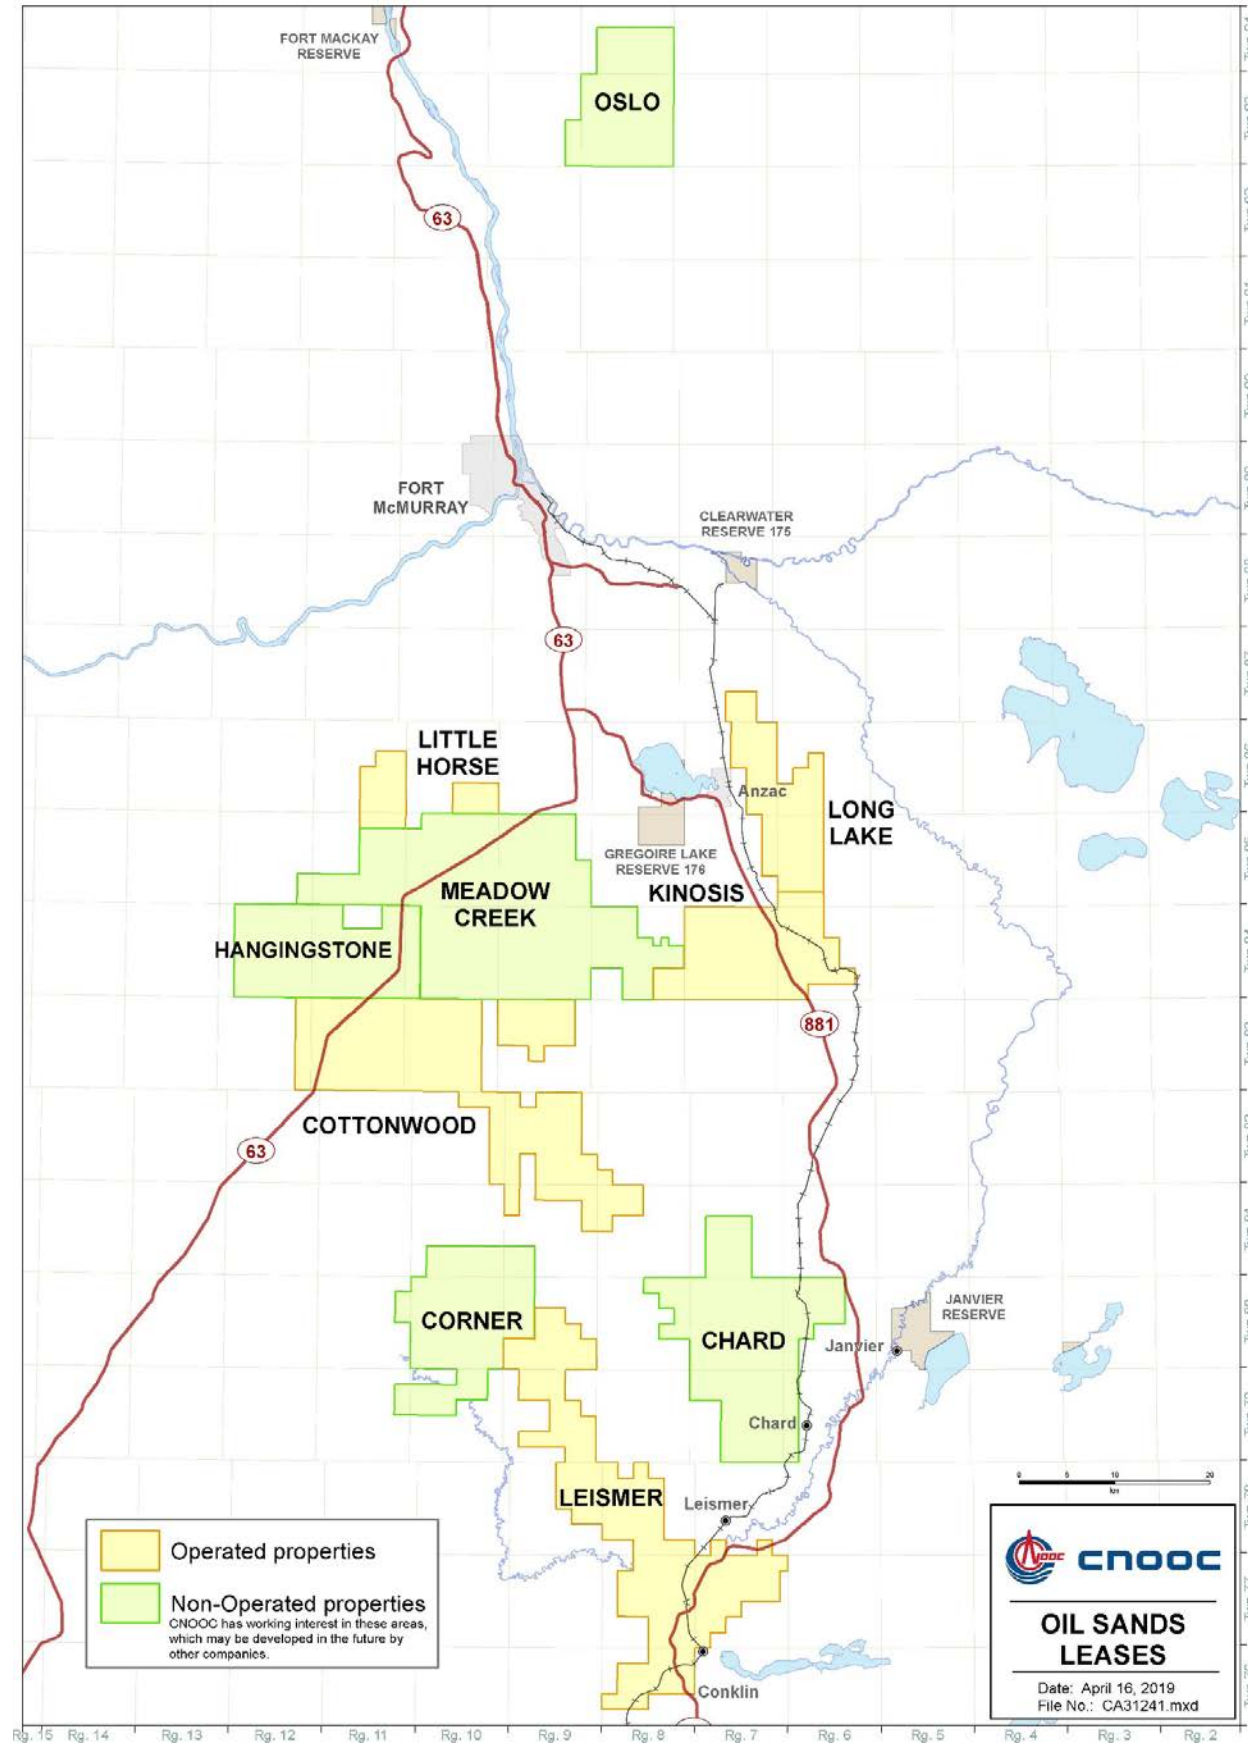 FORT MACKAY
RESERVE
OSLO
63
FORT
McMURRAY
CLEARWATER
RESERVE 175
63
LITTLE
HORSE
Anzac
LONG
LAKE
GREGOIRE LAKE
RESERVE 176
KINOSIS
MEADOW
CREEK
HANGINGSTONE
881
COTTONWOOD
63
JANVIER
RESERVE
CORNER
CHARD
Janvier
Chard
LEISMER
Leismer
0 5 10 20
km
Operated properties
Non-Operated properties
CNOOC has working interest in these areas,
which may be developed in the future by
other companies.
CNOOC
cnooc
OIL SANDS
LEASES
Date: April 16, 2019
File No.: CA31241.mxd
Conklin
Rg. 15 Rg. 14 Rg. 13 Rg. 12 Rg. 11 Rg. 10 Rg. 9 Rg. 8 Rg. 7 Rg. 6 Rg. 5 Rg. 4 Rg. 3 Rg. 2